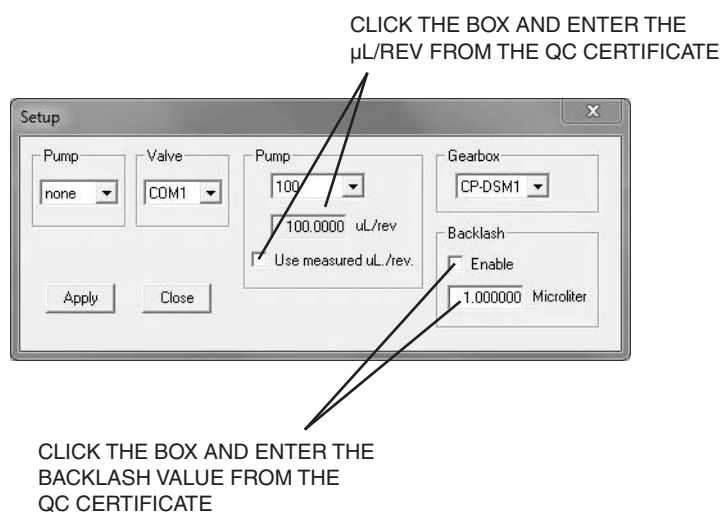 CLICK THE BOX AND ENTER THE
µL/REV FROM THE QC CERTIFICATE
Setup
X
Pump
none
Valve
COM1
Pump
100
100.0000 uL/rev
Use measured uL./rev.
Gearbox
CP-DSM1
Backlash
Enable
1.000000 Microliter
Apply
Close
CLICK THE BOX AND ENTER THE
BACKLASH VALUE FROM THE
QC CERTIFICATE